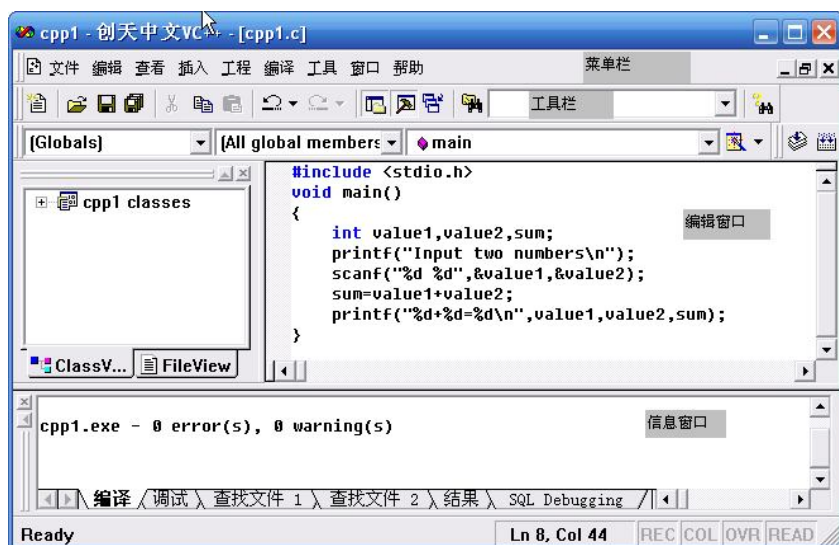 cpp1 - 创天中文VC++ - [cpp1.c]
文件 编辑 查看 插入 工程 编译 工具 窗口 帮助 菜单栏
工具栏
(Globals) (All global members main
#include <stdio.h>
void main()
{
int value1,value2,sum;
printf("Input two numbers\n");
scanf("%d %d",&value1,&value2);
sum=value1+value2;
printf("%d+%d=%d\n",value1,value2,sum);
}
编辑窗口
cpp1 classes
ClassV... FileView
cpp1.exe - 0 error(s), 0 warning(s)
信息窗口
编译 调试 查找文件 1 查找文件 2 结果 SQL Debugging
Ready Ln 8, Col 44 REC COL OVR READ